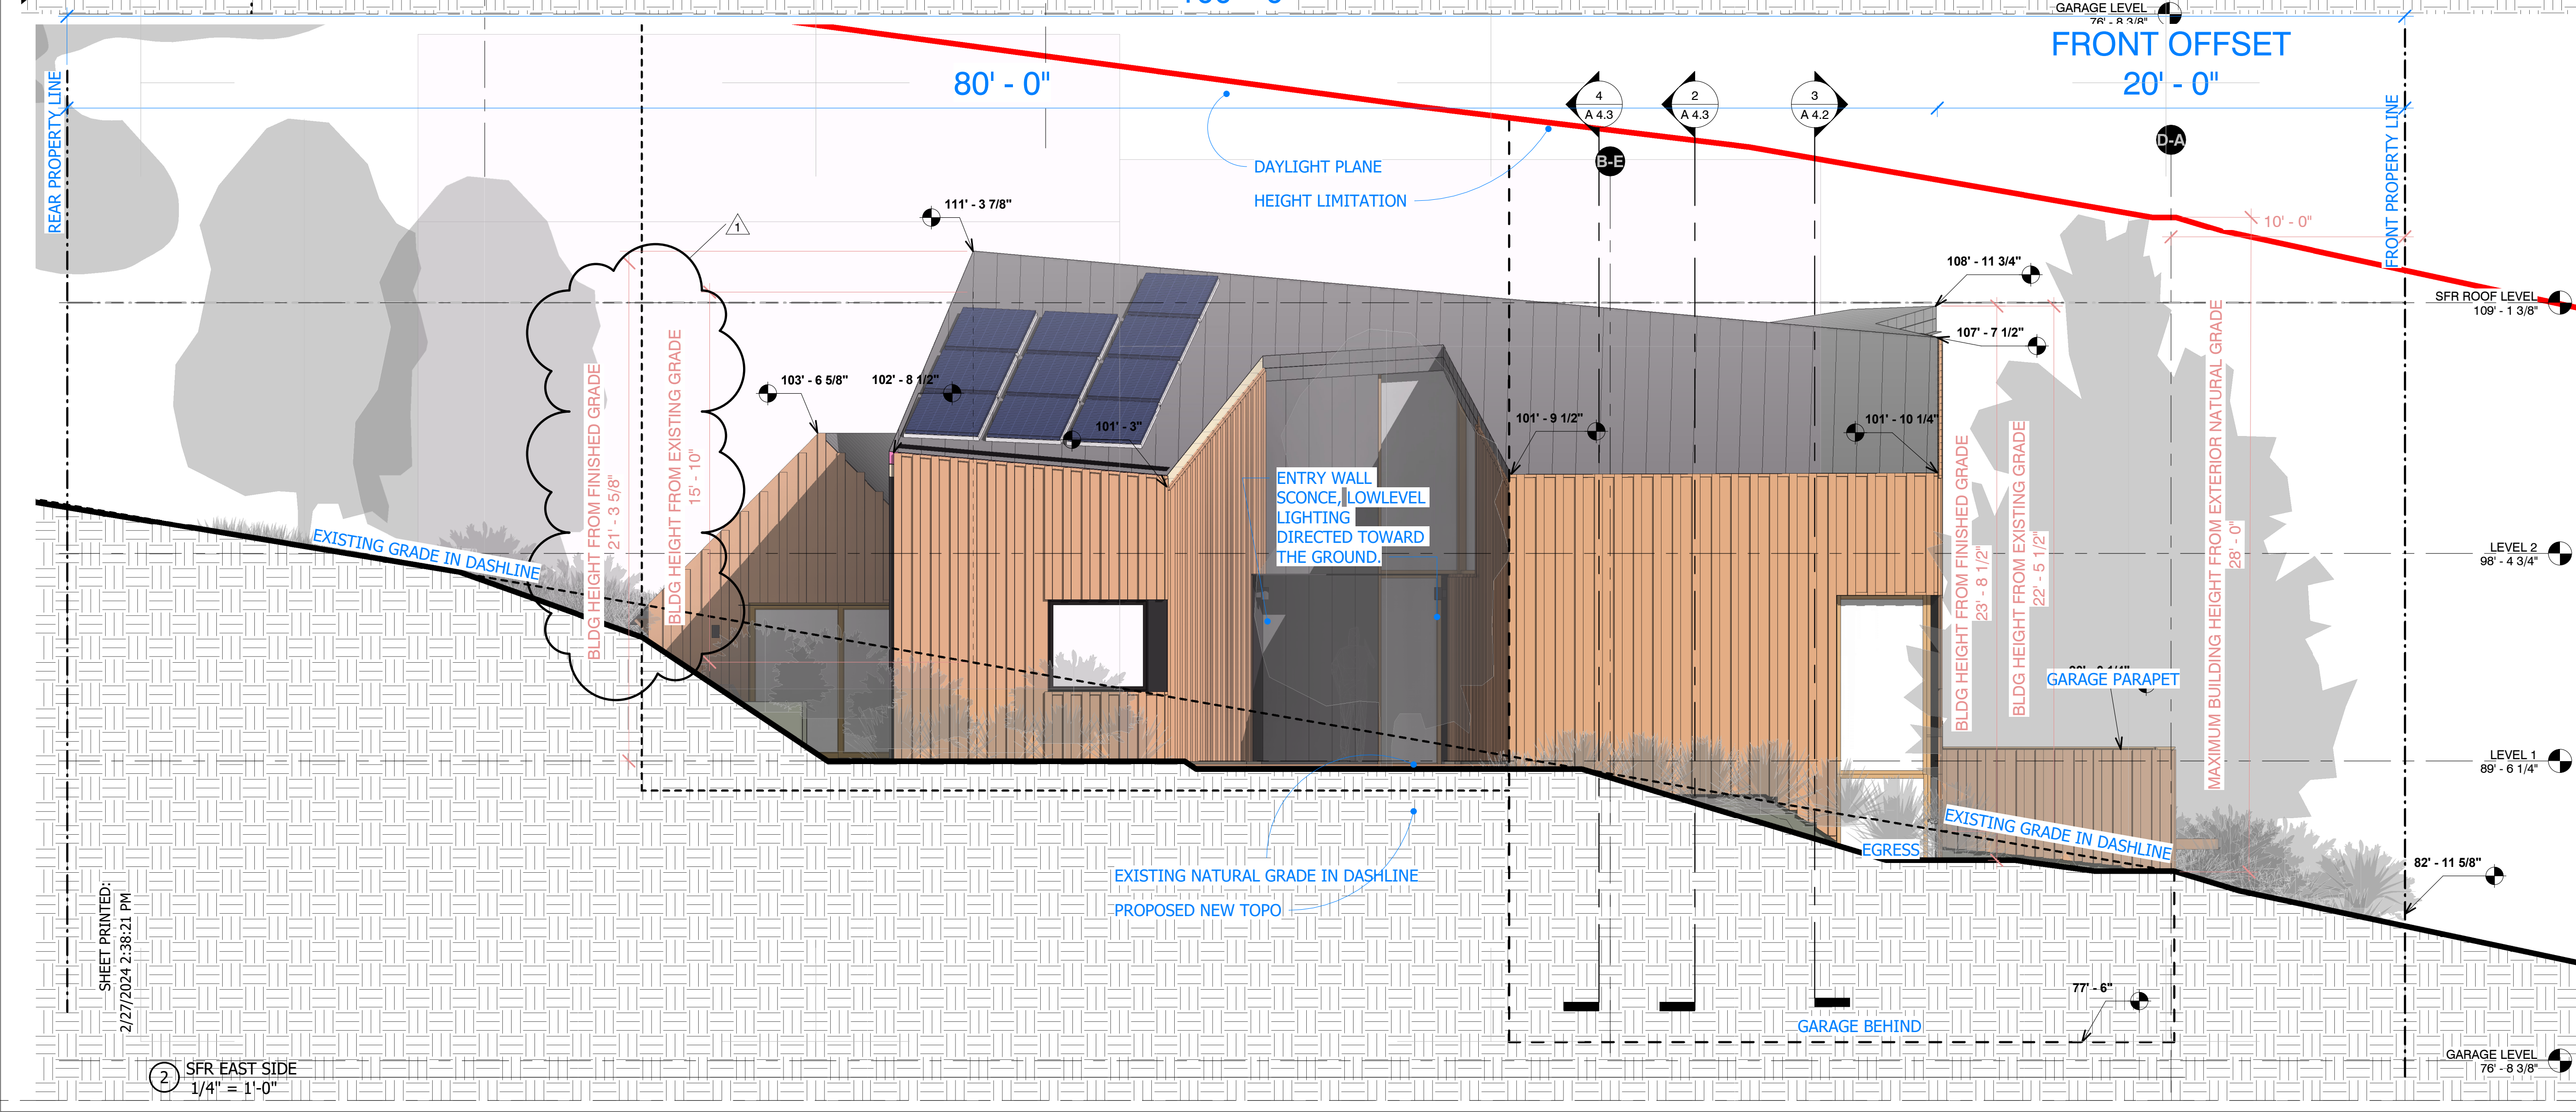 GARAGE LEVEL
76' - 8 3/8"
FRONT OFFSET
80' - 0"
20' - 0"
REAR PROPERTY LINE
FRONT PROPERTY LINE
4
A 4.3
2
A 4.3
3
A 4.2
B-E
D-A
DAYLIGHT PLANE
HEIGHT LIMITATION
111' - 3 7/8"
1
10' - 0"
108' - 11 3/4"
SFR ROOF LEVEL
109' - 1 3/8"
107' - 7 1/2"
103' - 6 5/8"
102' - 8 1/2"
101' - 3"
101' - 9 1/2"
101' - 10 1/4"
BLDG HEIGHT FROM FINISHED GRADE
21' - 3 5/8"
BLDG HEIGHT FROM EXISTING GRADE
15' - 10"
ENTRY WALL
SCONCE, LOWLEVEL
LIGHTING
DIRECTED TOWARD
THE GROUND.
BLDG HEIGHT FROM FINISHED GRADE
23' - 8 1/2"
BLDG HEIGHT FROM EXISTING GRADE
22' - 5 1/2"
MAXIMUM BUILDING HEIGHT FROM EXTERIOR NATURAL GRADE
28' - 0"
EXISTING GRADE IN DASHLINE
LEVEL 2
98' - 4 3/4"
GARAGE PARAPET
LEVEL 1
89' - 6 1/4"
EXISTING GRADE IN DASHLINE
EGRESS
82' - 11 5/8"
EXISTING NATURAL GRADE IN DASHLINE
PROPOSED NEW TOPO
SHEET PRINTED:
2/27/2024 2:38:21 PM
77' - 6"
GARAGE BEHIND
2
SFR EAST SIDE
1/4" = 1'-0"
GARAGE LEVEL
76' - 8 3/8"